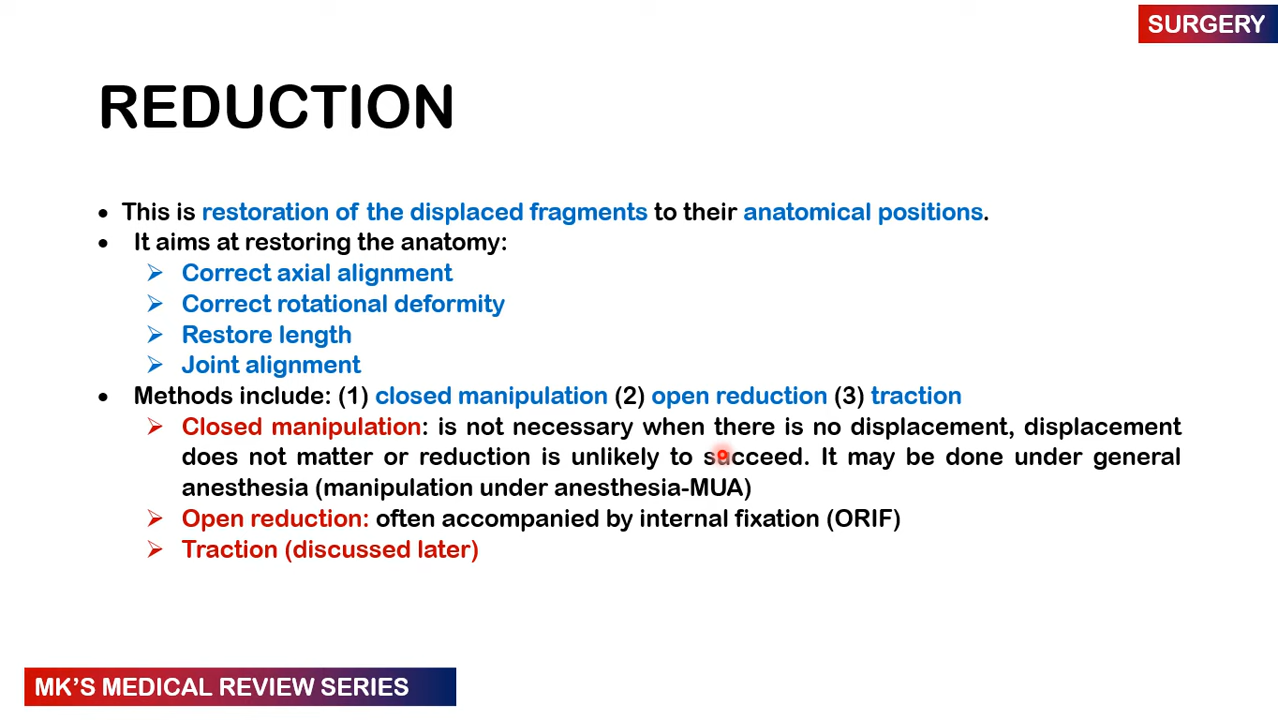 SURGERY
REDUCTION
• This is restoration of the displaced fragments to their anatomical positions.
• It aims at restoring the anatomy:
➢ Correct axial alignment
➢ Correct rotational deformity
➢ Restore length
➢ Joint alignment
• Methods include: (1) closed manipulation (2) open reduction (3) traction
➢ Closed manipulation: is not necessary when there is no displacement, displacement
does not matter or reduction is unlikely to succeed. It may be done under general
anesthesia (manipulation under anesthesia-MUA)
➢ Open reduction: often accompanied by internal fixation (ORIF)
➢ Traction (discussed later)
MK'S MEDICAL REVIEW SERIES